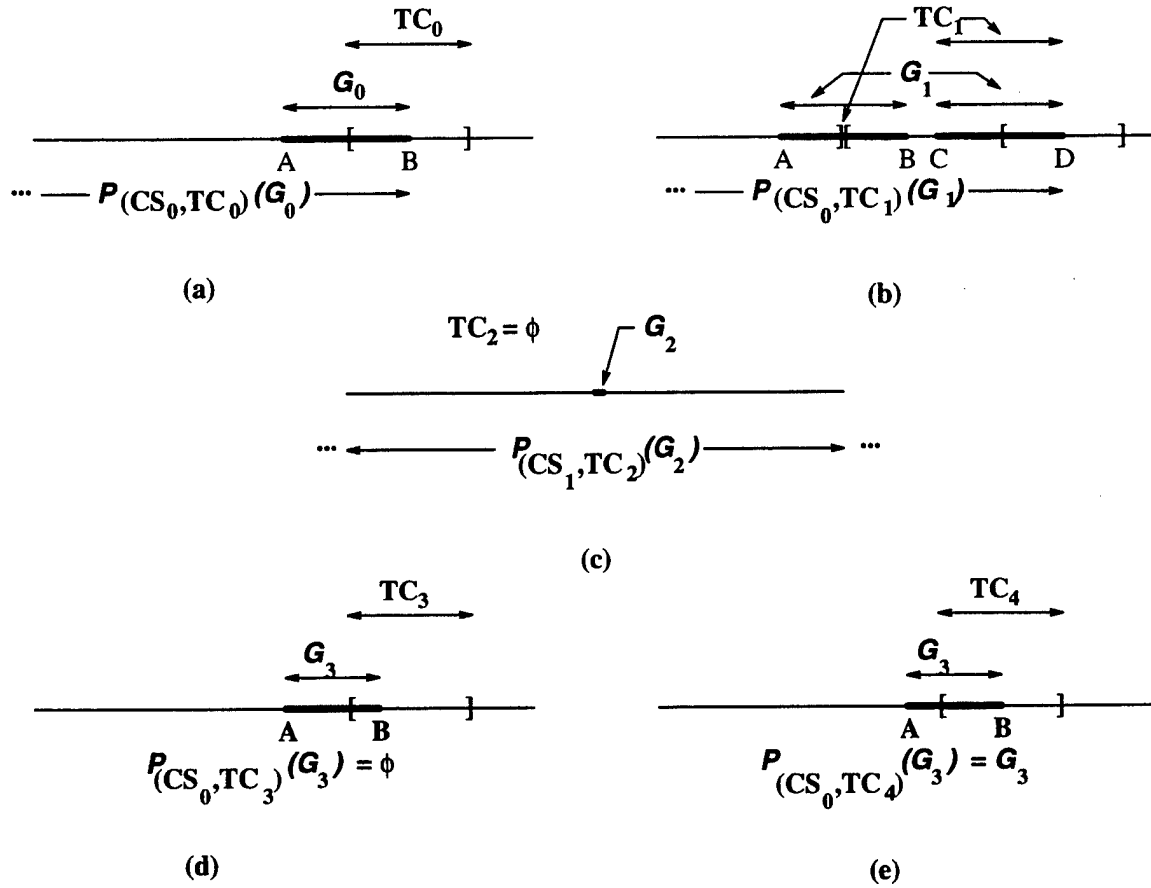 TC0
G0
[ ]
A B
··· P(CS0,TC0)(G0)
(a)
TC1
G1
][ [ ]
A B C D
··· P(CS0,TC1)(G1)
(b)
TC2 = ϕ G2
··· P(CS1,TC2)(G2) ···
(c)
TC3
G3
[ ]
A B
P(CS0,TC3)(G3) = ϕ
(d)
TC4
G3
[ ]
A B
P(CS0,TC4)(G3) = G3
(e)